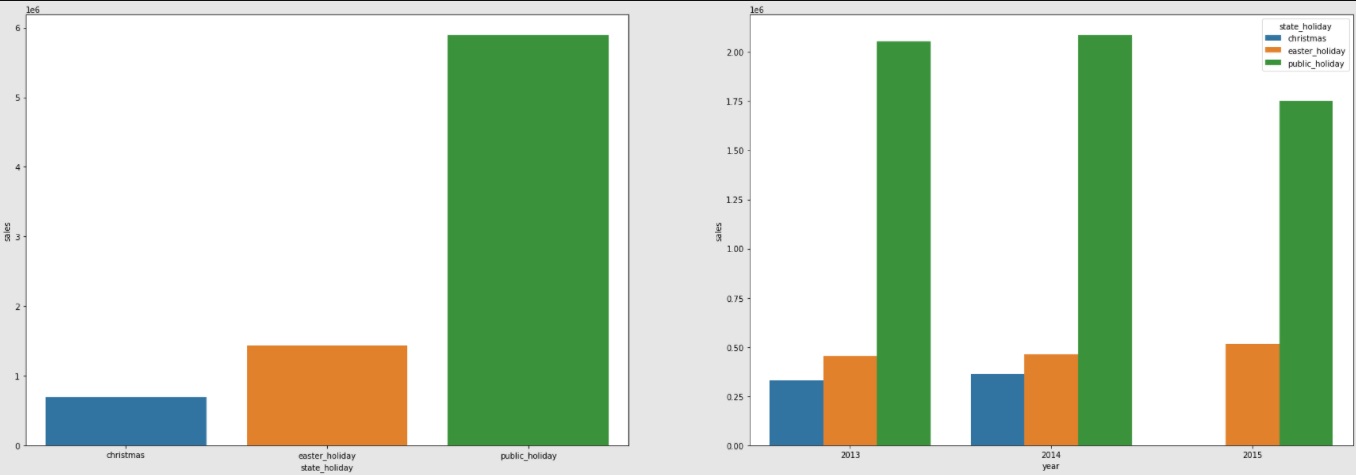 1e6
6
5
4
3
2
1
0
sales
christmas easter_holiday public_holiday
state_holiday
1e6
2.00
1.75
1.50
1.25
1.00
0.75
0.50
0.25
0.00
sales
2013 2014 2015
year
state_holiday
christmas
easter_holiday
public_holiday